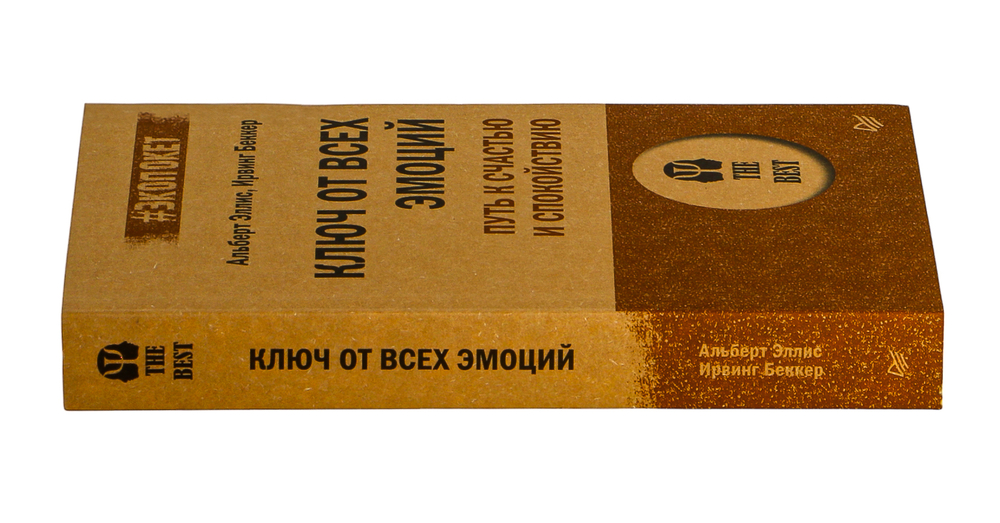 #ЭКОПОКЕТ
Альберт Эллис, Ирвинг Беккер
КЛЮЧ ОТ ВСЕХ
ЭМОЦИЙ
ПУТЬ К СЧАСТЬЮ
И СПОКОЙСТВИЮ
THE
BEST
THE
BEST
КЛЮЧ ОТ ВСЕХ ЭМОЦИЙ
Альберт Эллис
Ирвинг Беккер